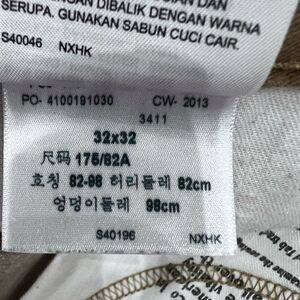 DIBALIK DENGAN WARNA
SERUPA. GUNAKAN SABUN CUCI CAIR.
S40046 NXHK
PO- 4100191030 CW- 2013
3411
32x32
尺码 175/82A
호칭 82-98 허리둘레 82cm
엉덩이둘레 98cm
S40196 NXHK